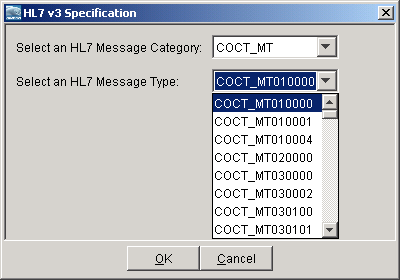 HL7 v3 Specification
Select an HL7 Message Category: COCT_MT
Select an HL7 Message Type: COCT_MT010000
COCT_MT010000
COCT_MT010001
COCT_MT010004
COCT_MT020000
COCT_MT030000
COCT_MT030002
COCT_MT030100
COCT_MT030101
OK Cancel